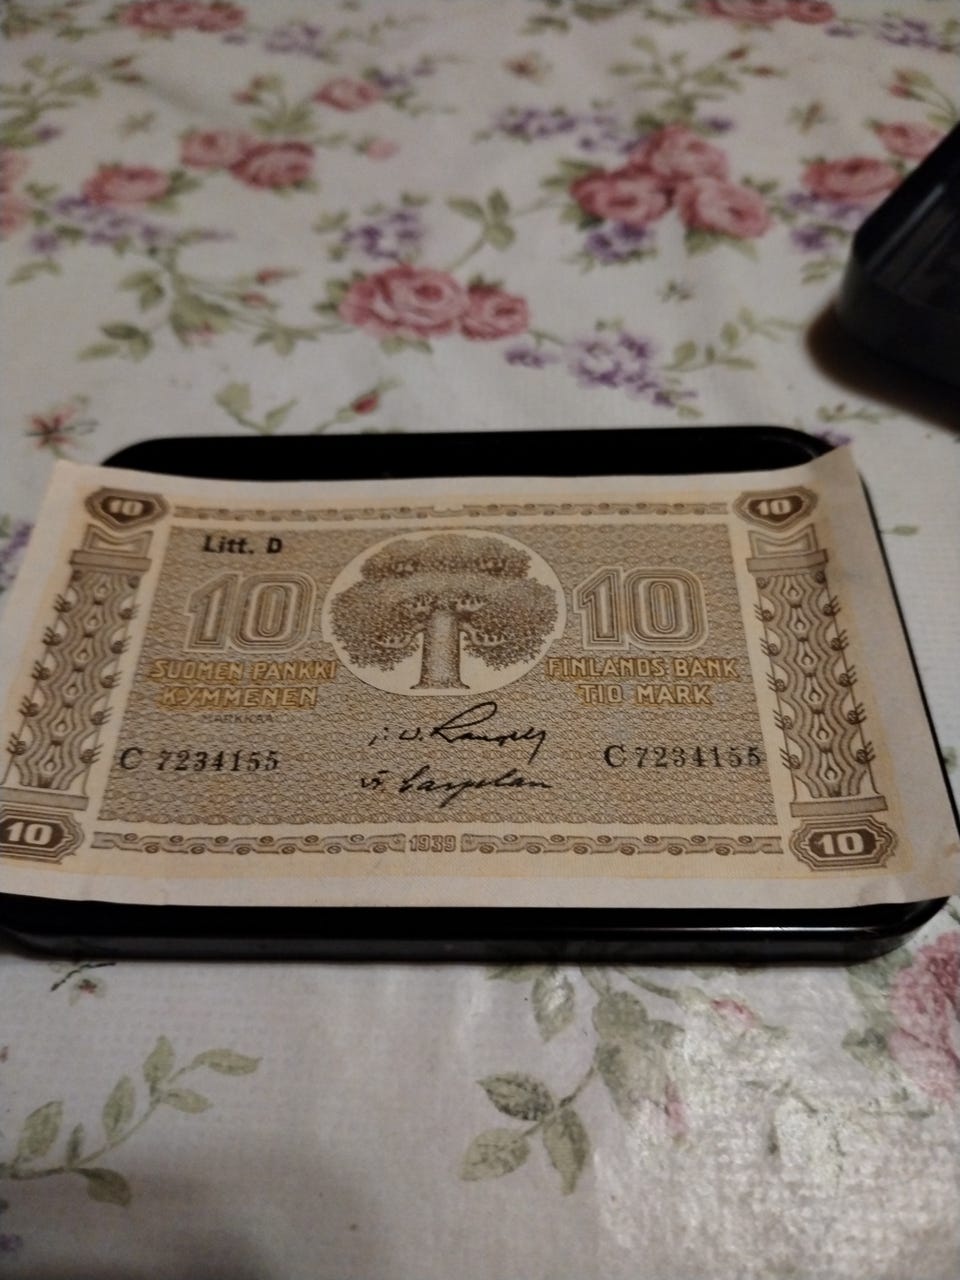 10 10
Litt. D
10 10
SUOMEN PANKKI FINLANDS BANK
KYMMENEN TIO MARK
MARKKAA
C 7234155 C 7234155
10 1939 10